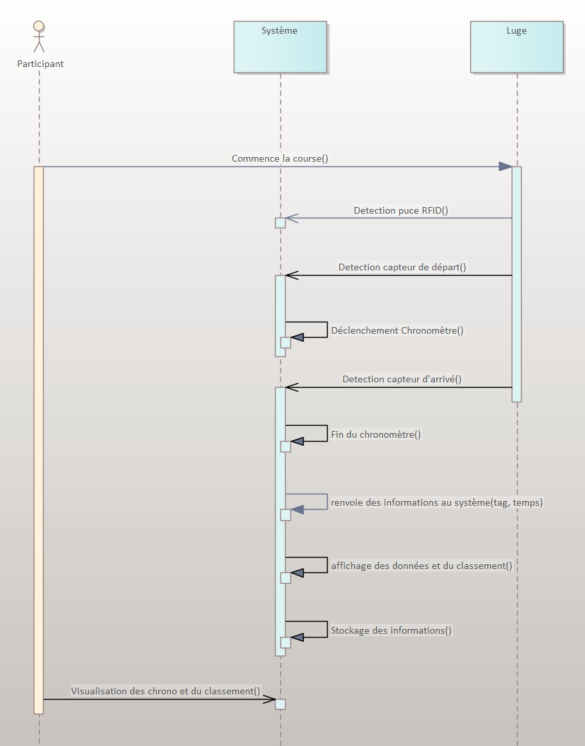 Système
Luge
Participant
Commence la course()
Detection puce RFID()
Detection capteur de départ()
Déclenchement Chronomètre()
Detection capteur d'arrivé()
Fin du chronomètre()
renvoie des informations au système(tag, temps)
affichage des données et du classement()
Stockage des informations()
Visualisation des chrono et du classement()